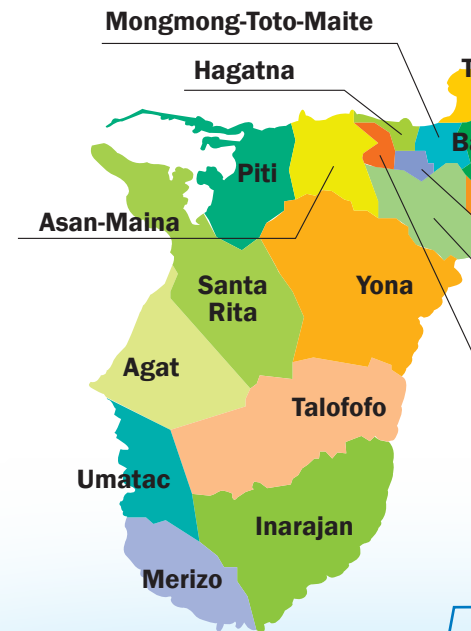 Mongmong-Toto-Maite
Hagatna
Piti
Asan-Maina
Santa
Rita
Yona
Agat
Talofofo
Umatac
Inarajan
Merizo